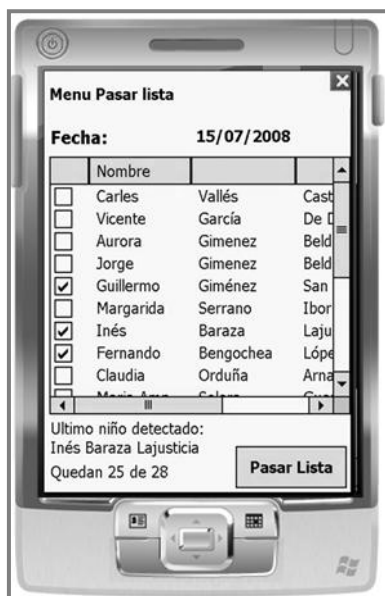 Menu Pasar lista
Fecha: 15/07/2008
Nombre
Carles Vallés Cast
Vicente García De D
Aurora Gimenez Beld
Jorge Gimenez Beld
Guillermo Giménez San
Margarida Serrano Ibor
Inés Baraza Laju
Fernando Bengochea Lópe
Claudia Orduña Arna
Ultimo niño detectado:
Inés Baraza Lajusticia
Quedan 25 de 28
Pasar Lista